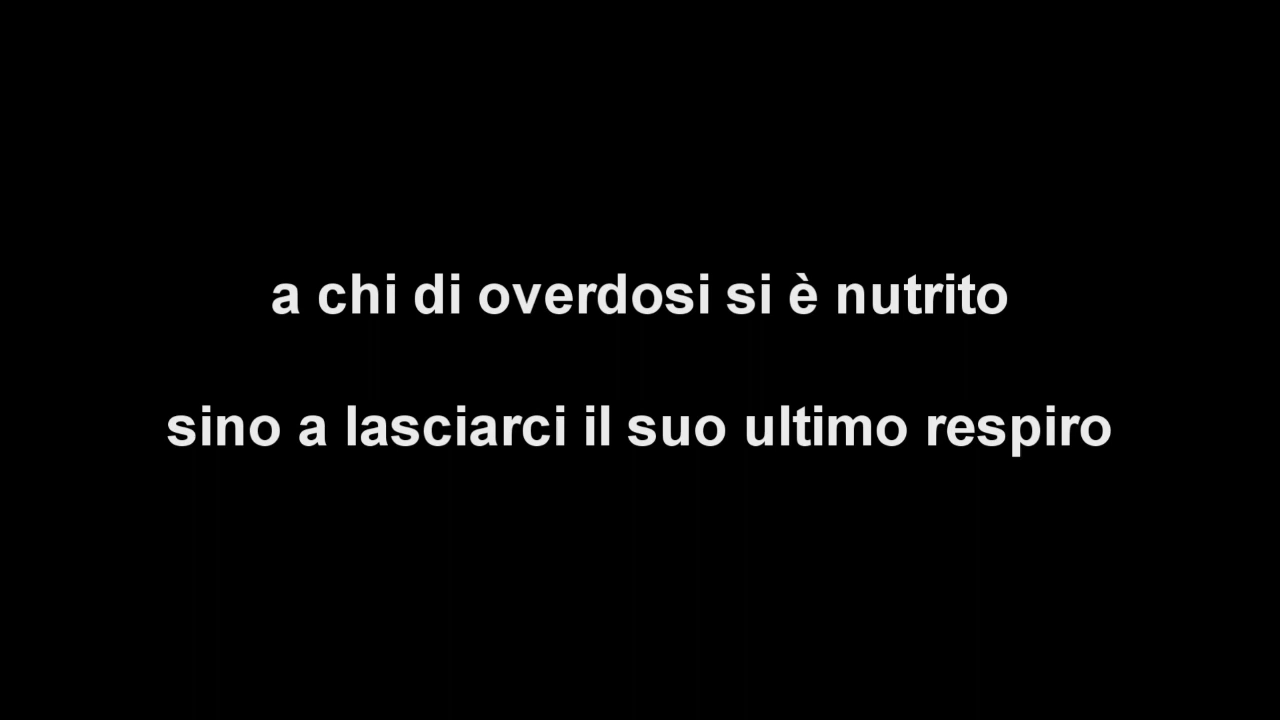 a chi di overdosi si è nutrito
sino a lasciarci il suo ultimo respiro